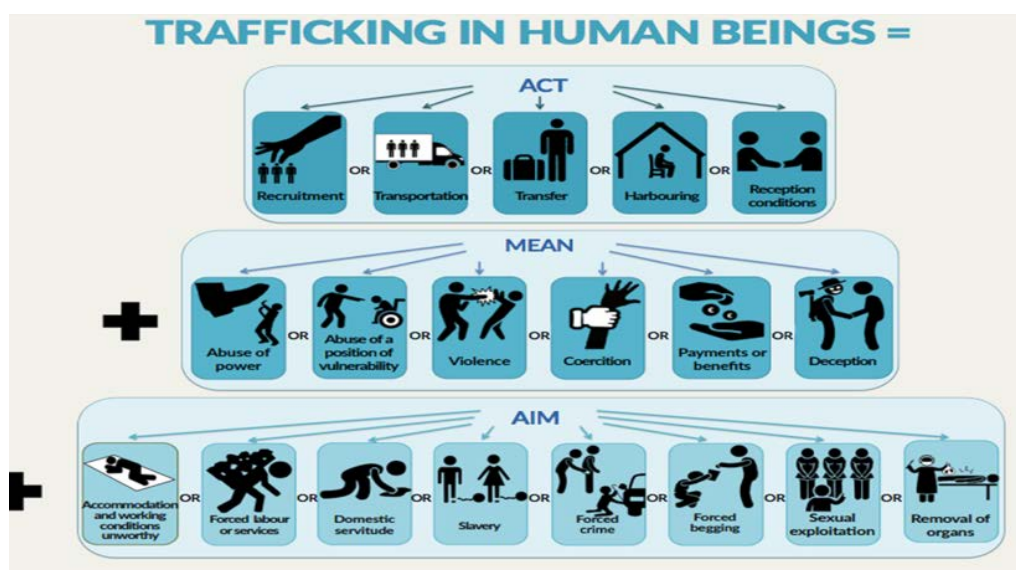 TRAFFICKING IN HUMAN BEINGS =
ACT
Recruitment
OR
Transportation
OR
Transfer
OR
Harbouring
OR
Reception
conditions
MEAN
Abuse of
power
OR
Abuse of a
position of
vulnerability
OR
Violence
OR
Coercition
OR
Payments or
benefits
OR
Deception
AIM
Accommodation
and working
conditions
unworthy
OR
Forced labour
or services
OR
Domestic
servitude
OR
Slavery
OR
Forced
crime
OR
Forced
begging
OR
Sexual
exploitation
OR
Removal of
organs